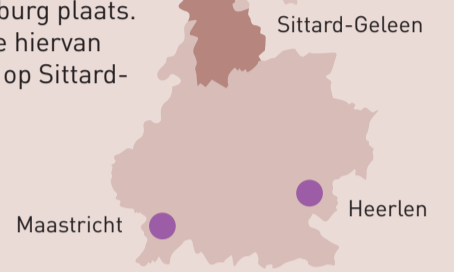 burg plaats.
e hiervan
op Sittard-
Sittard-Geleen
Maastricht
Heerlen